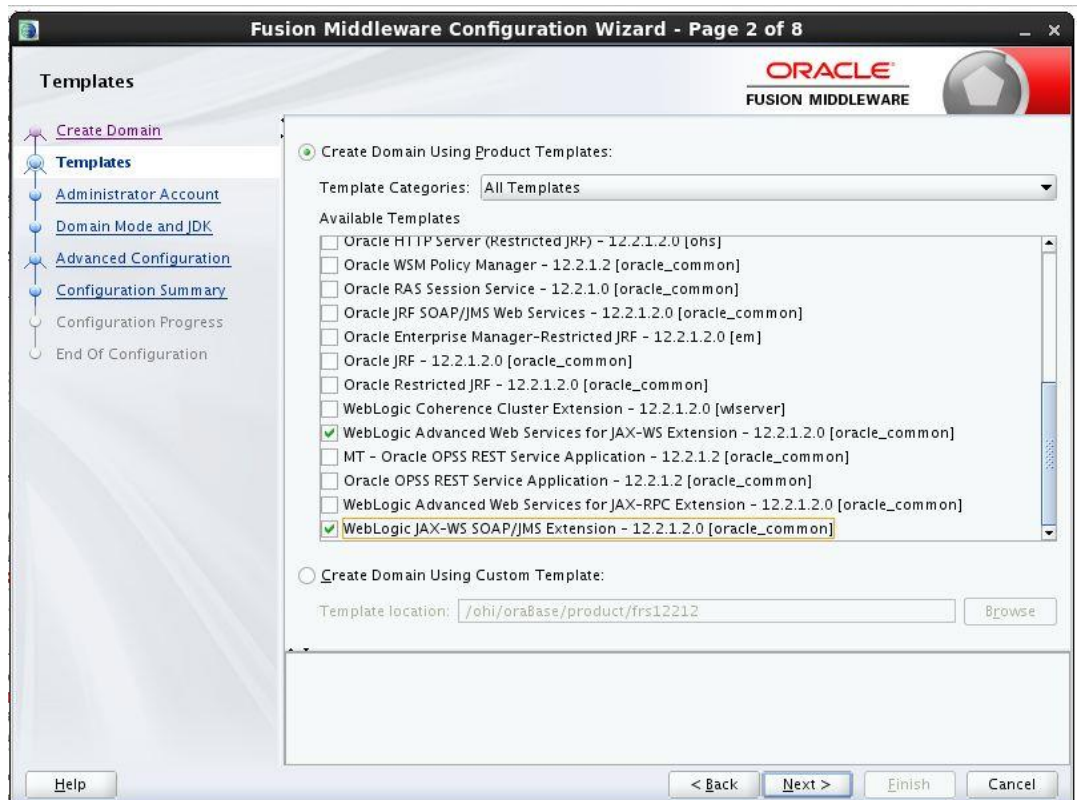 Fusion Middleware Configuration Wizard - Page 2 of 8
Templates
ORACLE
FUSION MIDDLEWARE
Create Domain
Templates
Administrator Account
Domain Mode and JDK
Advanced Configuration
Configuration Summary
Configuration Progress
End Of Configuration
Create Domain Using Product Templates:
Template Categories: All Templates
Available Templates
Oracle HTTP Server (Restricted JRF) - 12.2.1.2.0 [ohs]
Oracle WSM Policy Manager - 12.2.1.2 [oracle_common]
Oracle RAS Session Service - 12.2.1.0 [oracle_common]
Oracle JRF SOAP/JMS Web Services - 12.2.1.2.0 [oracle_common]
Oracle Enterprise Manager-Restricted JRF - 12.2.1.2.0 [em]
Oracle JRF - 12.2.1.2.0 [oracle_common]
Oracle Restricted JRF - 12.2.1.2.0 [oracle_common]
WebLogic Coherence Cluster Extension - 12.2.1.2.0 [wlserver]
WebLogic Advanced Web Services for JAX-WS Extension - 12.2.1.2.0 [oracle_common]
MT - Oracle OPSS REST Service Application - 12.2.1.2 [oracle_common]
Oracle OPSS REST Service Application - 12.2.1.2 [oracle_common]
WebLogic Advanced Web Services for JAX-RPC Extension - 12.2.1.2.0 [oracle_common]
WebLogic JAX-WS SOAP/JMS Extension - 12.2.1.2.0 [oracle_common]
Create Domain Using Custom Template:
Template location: /ohi/oraBase/product/frs12212 Browse
Help < Back Next > Finish Cancel